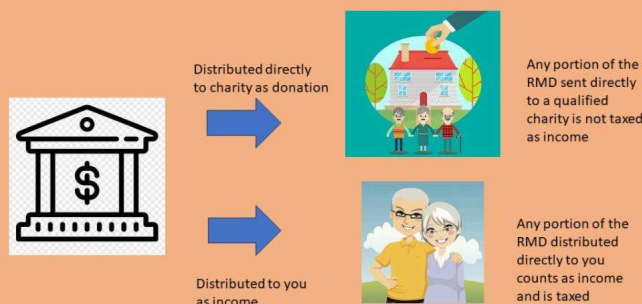 Distributed directly
to charity as donation
Any portion of the
RMD sent directly
to a qualified
charity is not taxed
as income
$
Distributed to you
as income
Any portion of the
RMD distributed
directly to you
counts as income
and is taxed